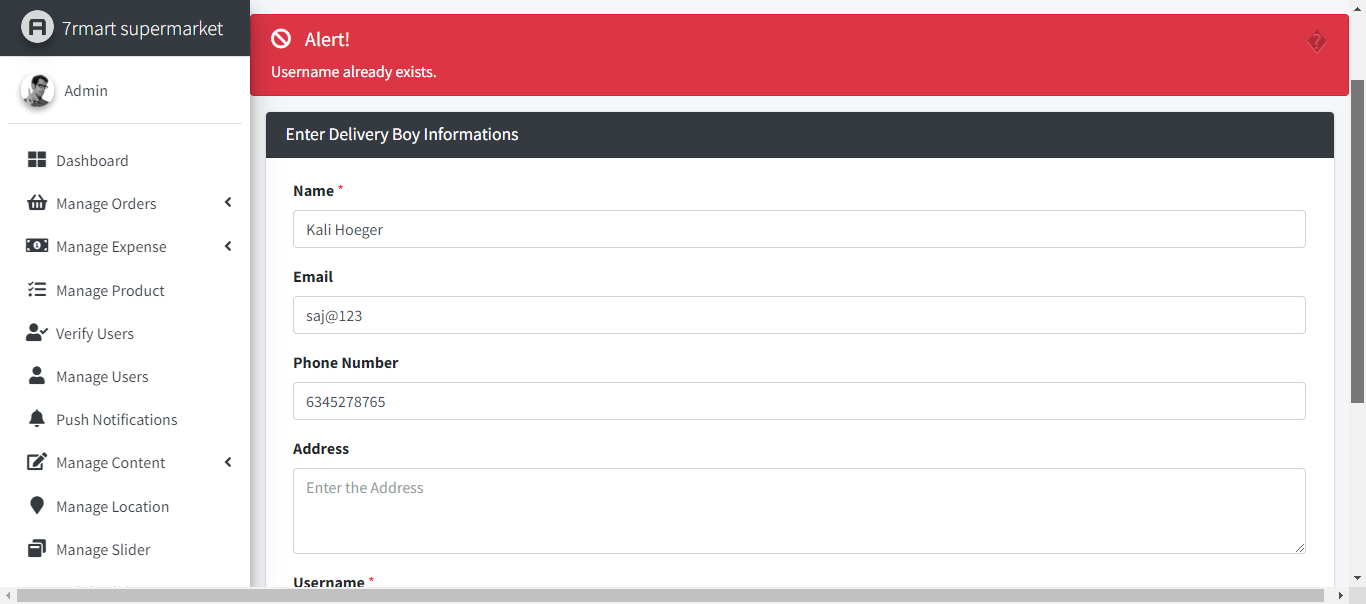 7rmart supermarket
Admin
Dashboard
Manage Orders
Manage Expense
Manage Product
Verify Users
Manage Users
Push Notifications
Manage Content
Manage Location
Manage Slider
Alert!
Username already exists.
Enter Delivery Boy Informations
Name *
Kali Hoeger
Email
saj@123
Phone Number
6345278765
Address
Enter the Address
Username *